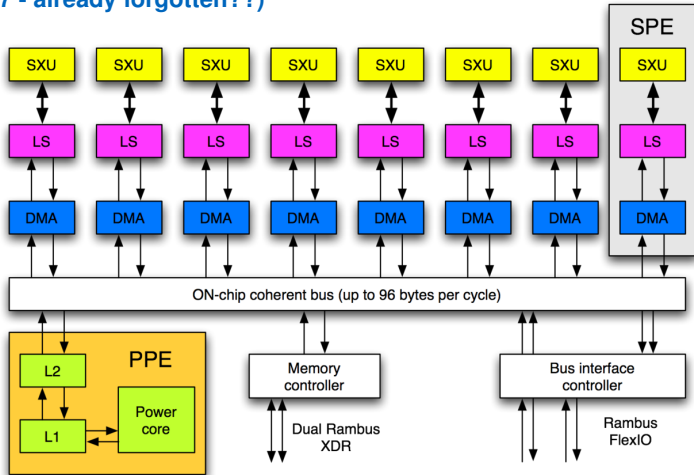 7 - already forgotten??)
SPE
SXU SXU SXU SXU SXU SXU SXU SXU
LS LS LS LS LS LS LS LS
DMA DMA DMA DMA DMA DMA DMA DMA
ON-chip coherent bus (up to 96 bytes per cycle)
PPE
L2
L1
Power
core
Memory
controller
Dual Rambus
XDR
Bus interface
controller
Rambus
FlexIO